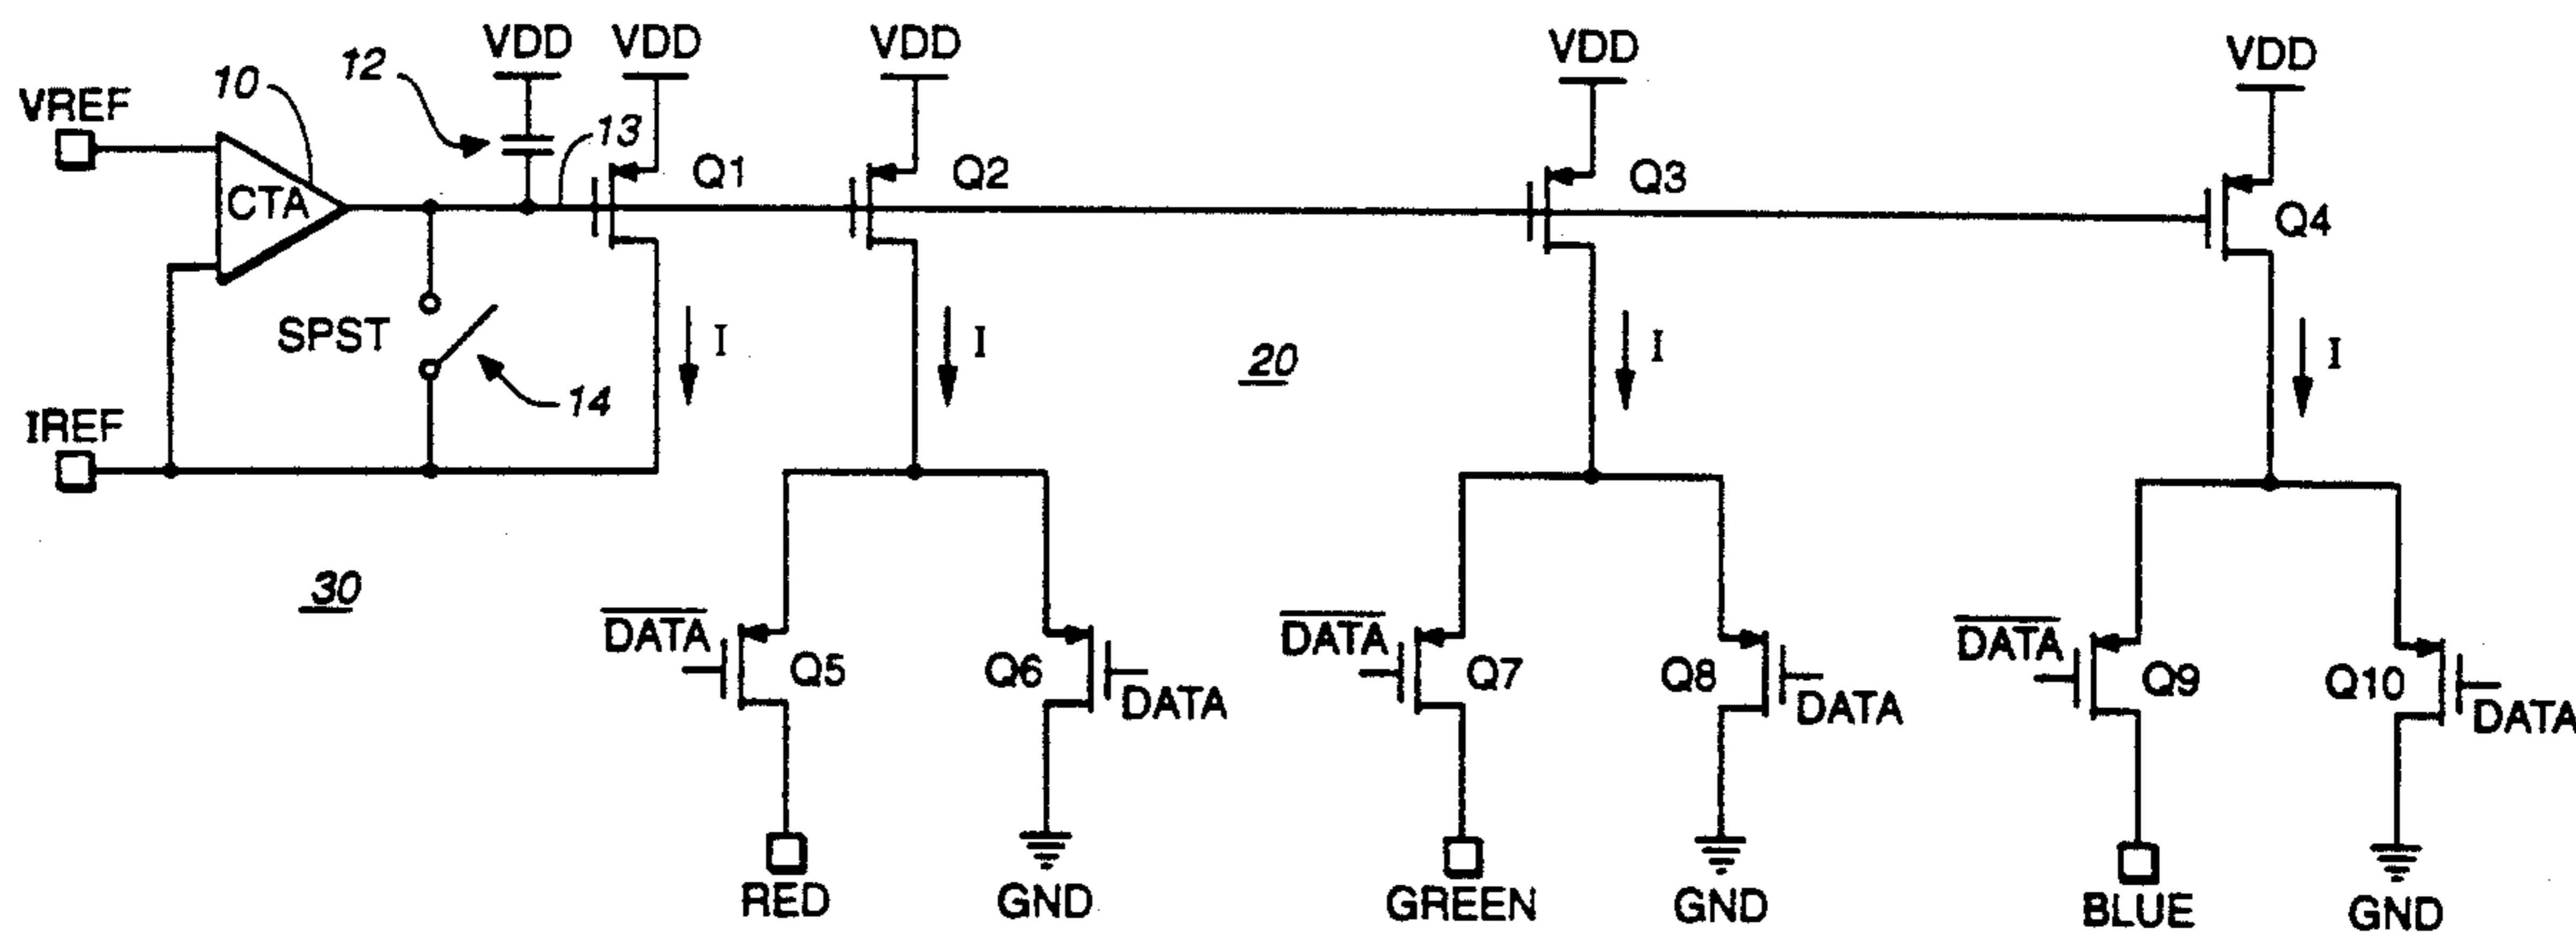 VDD VDD VDD VDD VDD
12
10
VREF
13
Q1 Q2 Q3 Q4
CTA
SPST
I I I I
20
14
IREF
30
DATA Q5 Q6 DATA
DATA Q7 Q8 DATA
DATA Q9 Q10 DATA
RED GND GREEN GND BLUE GND